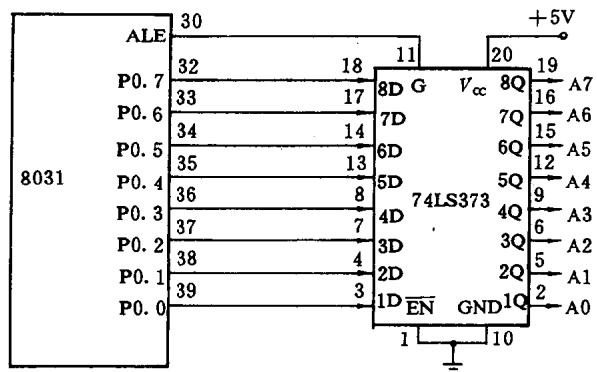 +5V
30
ALE
11
20
32
18
G
V_cc
19
P0.7
8D
8Q
A7
33
17
16
P0.6
7D
7Q
A6
34
14
15
P0.5
6D
6Q
A5
35
13
12
8031
P0.4
5D
5Q
A4
36
8
74LS373
9
P0.3
4D
4Q
A3
37
7
6
P0.2
3D
3Q
A2
38
4
5
P0.1
2D
2Q
A1
39
3
2
P0.0
1D
EN
GND
1Q
A0
1
10